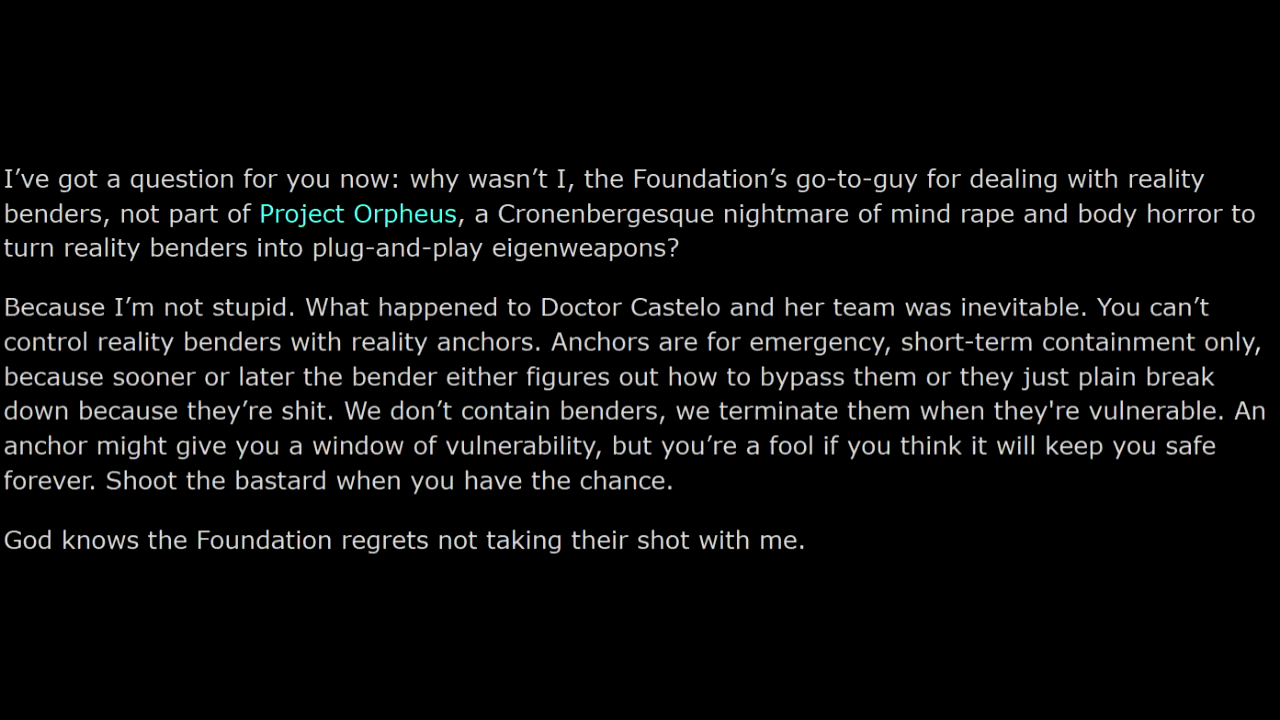 I’ve got a question for you now: why wasn’t I, the Foundation’s go-to-guy for dealing with reality
benders, not part of Project Orpheus, a Cronenbergesque nightmare of mind rape and body horror to
turn reality benders into plug-and-play eigenweapons?
Because I’m not stupid. What happened to Doctor Castelo and her team was inevitable. You can’t
control reality benders with reality anchors. Anchors are for emergency, short-term containment only,
because sooner or later the bender either figures out how to bypass them or they just plain break
down because they’re shit. We don’t contain benders, we terminate them when they're vulnerable. An
anchor might give you a window of vulnerability, but you’re a fool if you think it will keep you safe
forever. Shoot the bastard when you have the chance.
God knows the Foundation regrets not taking their shot with me.